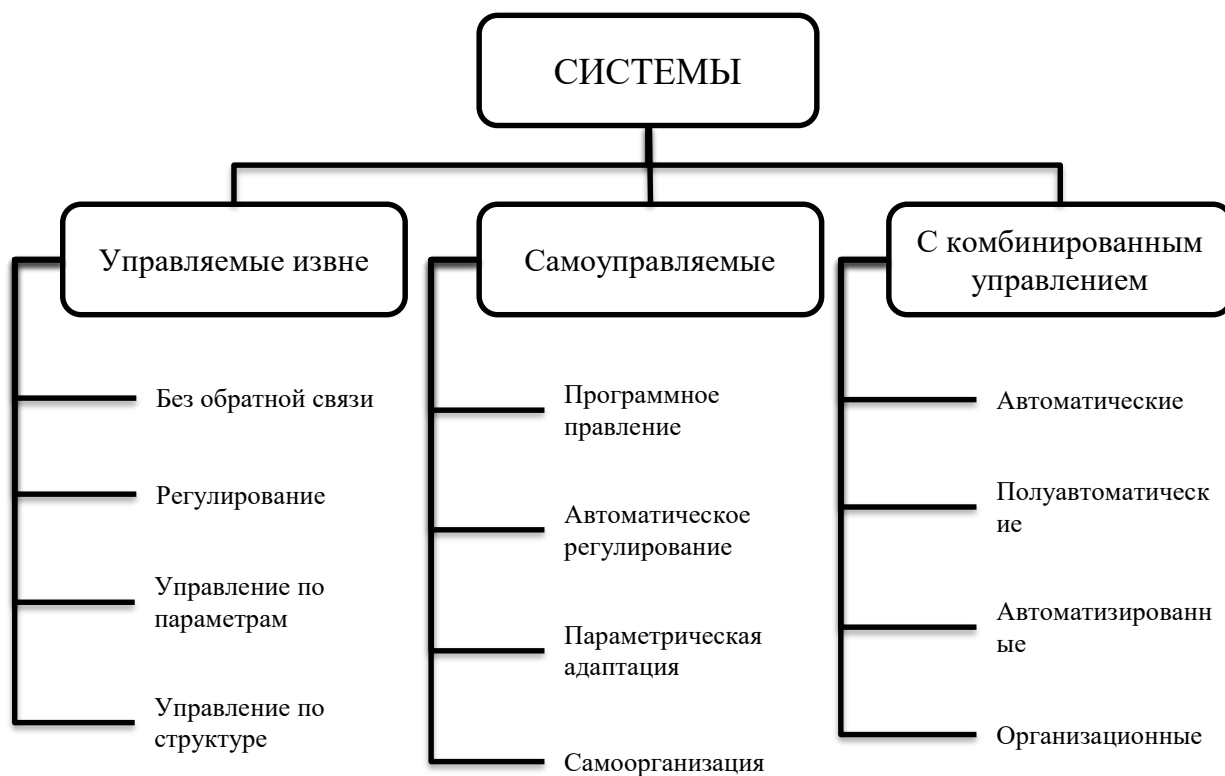 СИСТЕМЫ
Управляемые извне
Самоуправляемые
С комбинированным
управлением
Без обратной связи
Регулирование
Управление по
параметрам
Управление по
структуре
Программное
правление
Автоматическое
регулирование
Параметрическая
адаптация
Самоорганизация
Автоматические
Полуавтоматическ
ие
Автоматизированн
ые
Организационные